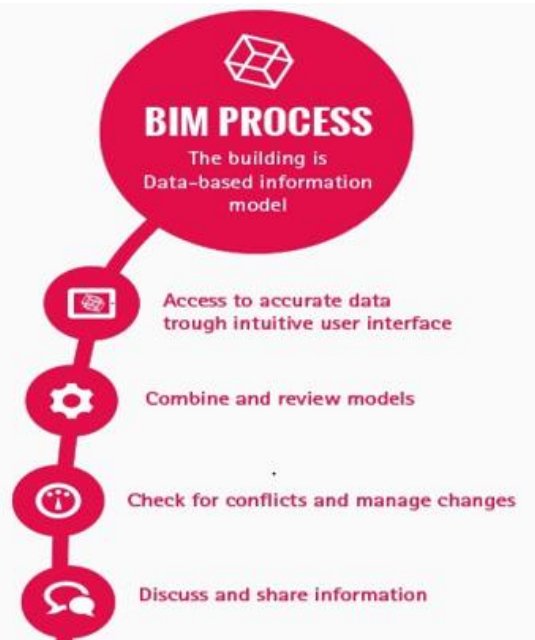 BIM PROCESS
The building is
Data-based information
model
Access to accurate data
trough intuitive user interface
Combine and review models
Check for conflicts and manage changes
Discuss and share information